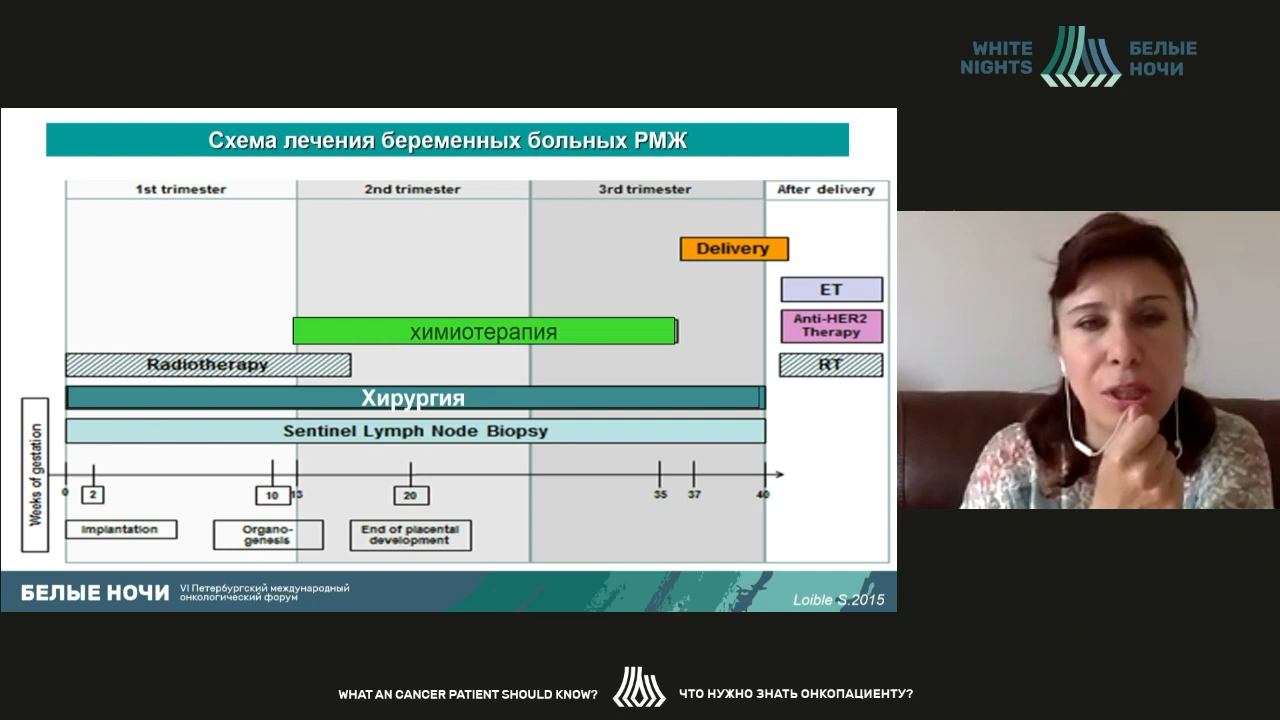 WHITE
NIGHTS
БЕЛЫЕ
НОЧИ
Схема лечения беременных больных РМЖ
1st trimester
2nd trimester
3rd trimester
After delivery
Delivery
ET
химиотерапия
Anti-HER2
Therapy
Radiotherapy
RT
Хирургия
Sentinel Lymph Node Biopsy
Weeks of gestation
0
2
10
13
20
35
37
40
Implantation
Organo-
genesis
End of placental
development
БЕЛЫЕ НОЧИ
VI Петербургский международный
онкологический форум
Loible S.2015
WHAT AN CANCER PATIENT SHOULD KNOW?
ЧТО НУЖНО ЗНАТЬ ОНКОПАЦИЕНТУ?